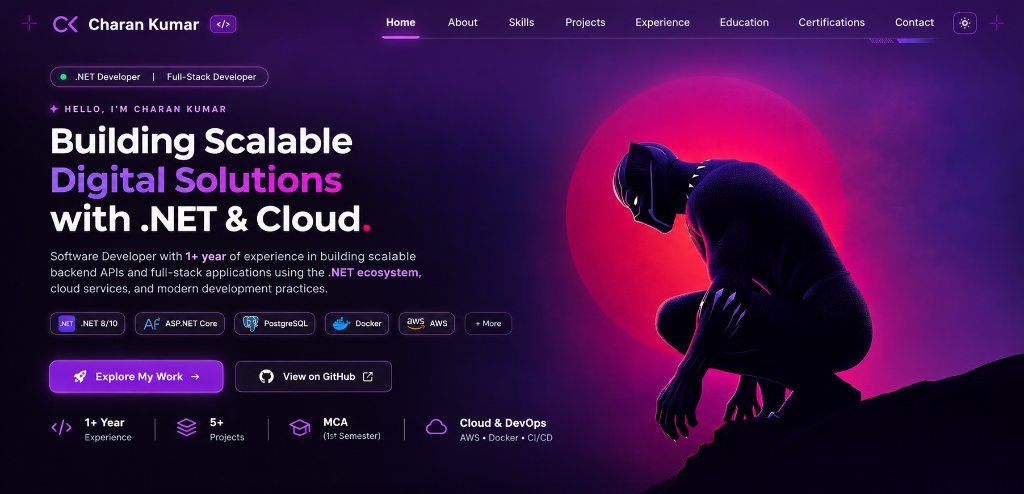 CK Charan Kumar </>
Home About Skills Projects Experience Education Certifications Contact
.NET Developer | Full-Stack Developer
HELLO, I'M CHARAN KUMAR
Building Scalable
Digital Solutions
with .NET & Cloud.
Software Developer with 1+ year of experience in building scalable
backend APIs and full-stack applications using the .NET ecosystem,
cloud services, and modern development practices.
.NET .NET 8/10 AF ASP.NET Core PostgreSQL Docker aws AWS + More
Explore My Work → View on GitHub
</> 1+ Year 5+ MCA Cloud & DevOps
Experience Projects (1st Semester) AWS • Docker • CI/CD